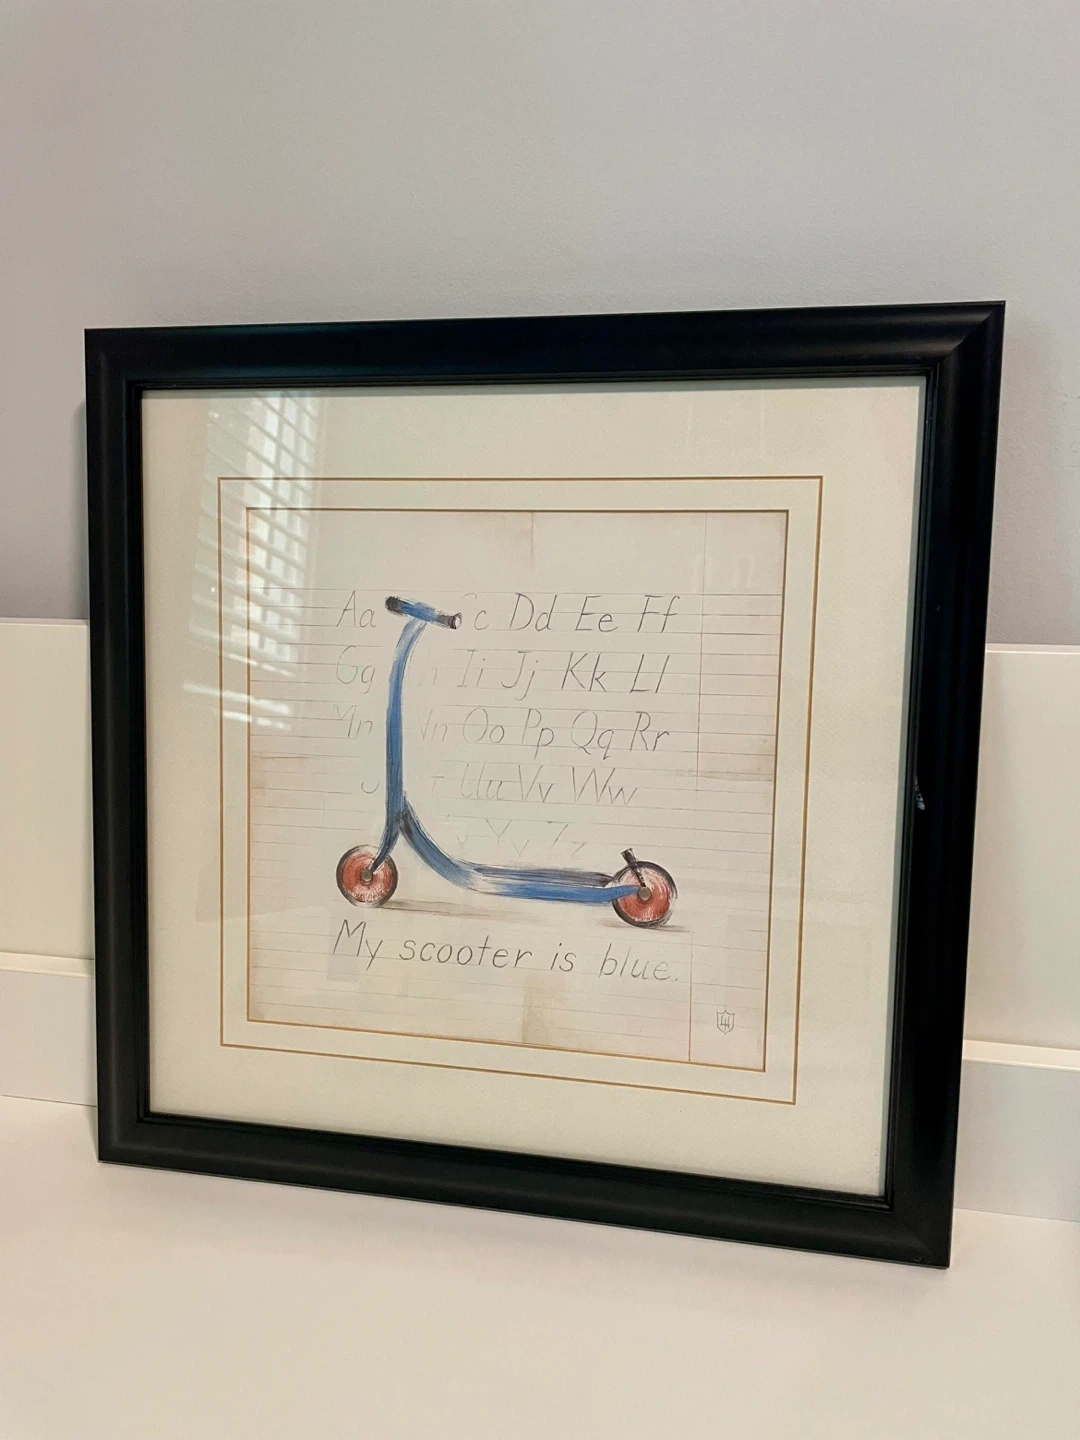 Aa c Dd Ee Ff
Gg Ii Jj Kk Ll
Mm Nn Oo Pp Qq Rr
Uu Vv Ww
Yy Zz
My scooter is blue.